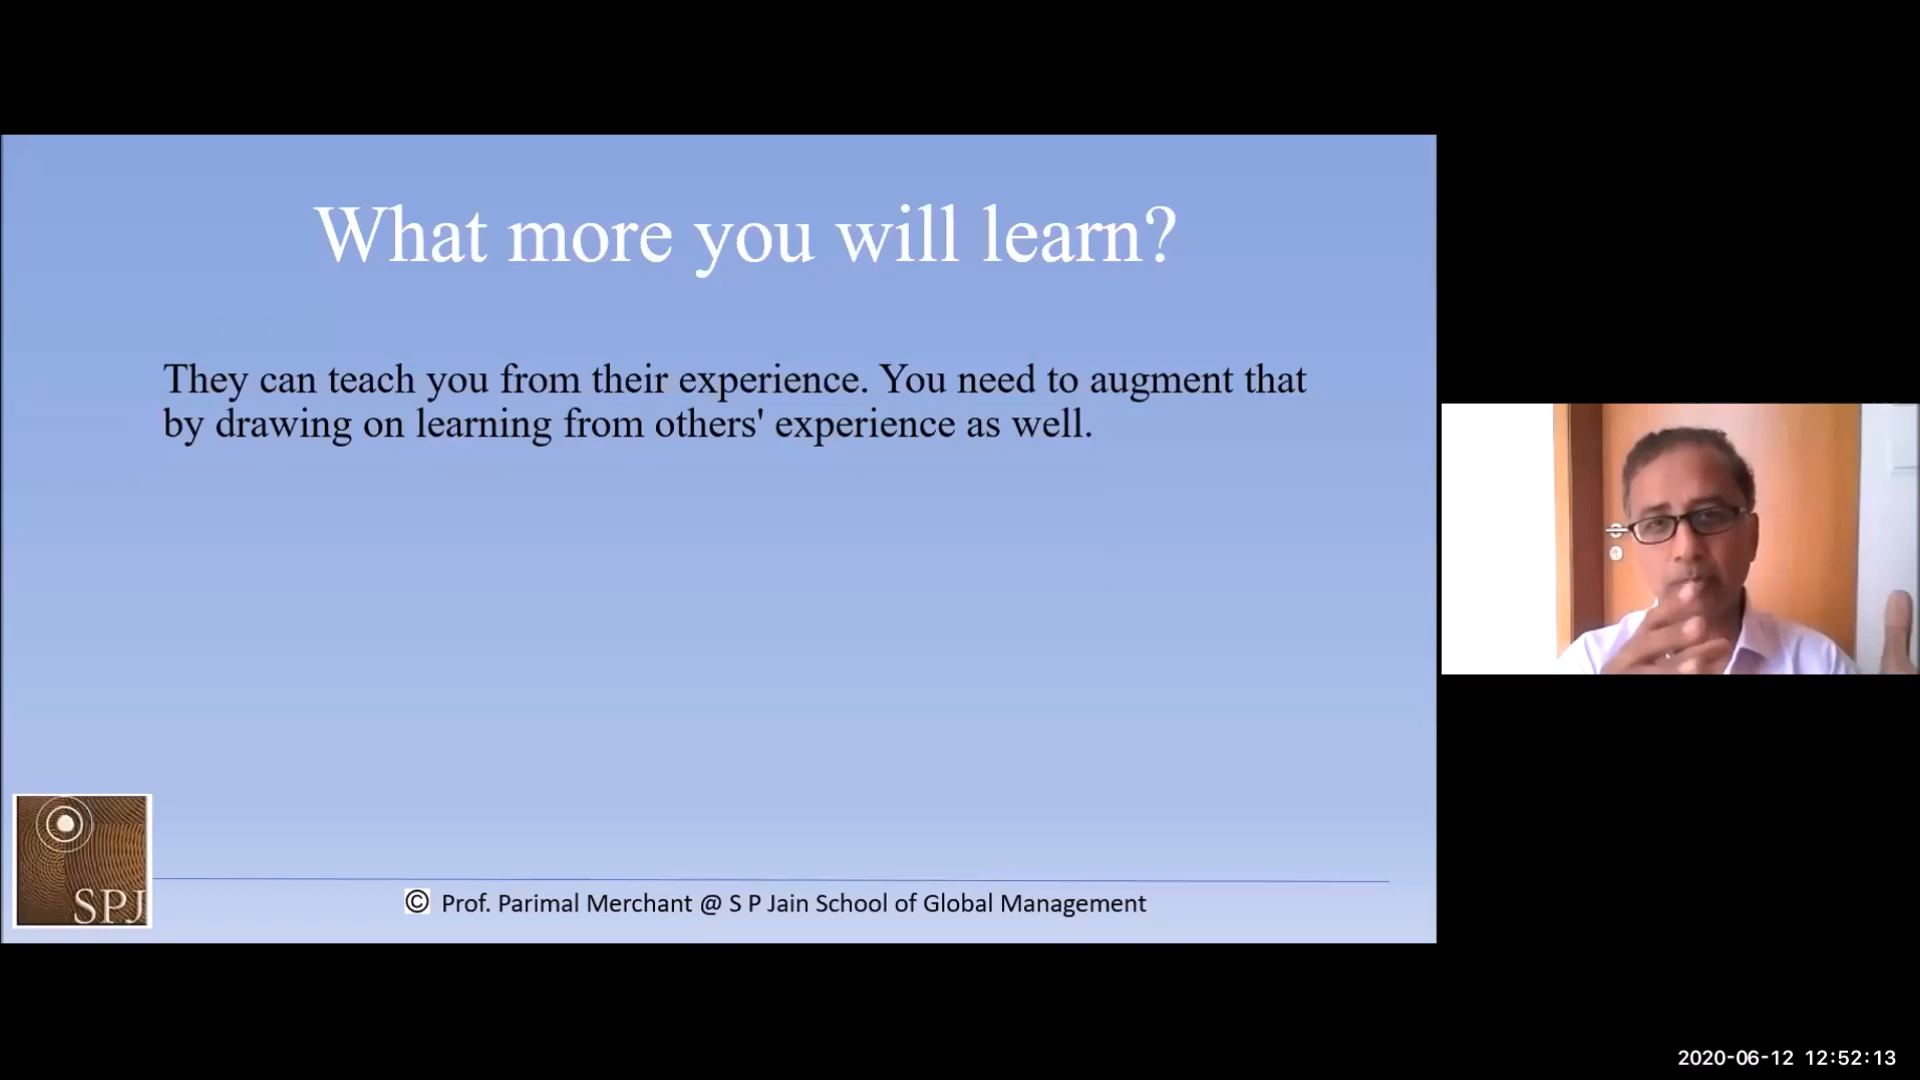 What more you will learn?
They can teach you from their experience. You need to augment that
by drawing on learning from others' experience as well.
SPJ
© Prof. Parimal Merchant @ S P Jain School of Global Management
2020-06-12 12:52:13